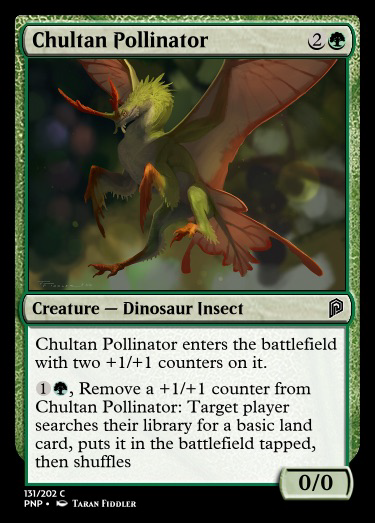 Chultan Pollinator 2
Creature — Dinosaur Insect
Chultan Pollinator enters the battlefield
with two +1/+1 counters on it.
1, Remove a +1/+1 counter from
Chultan Pollinator: Target player
searches their library for a basic land
card, puts it in the battlefield tapped,
then shuffles
0/0
131/202 C
PNP • Taran Fiddler